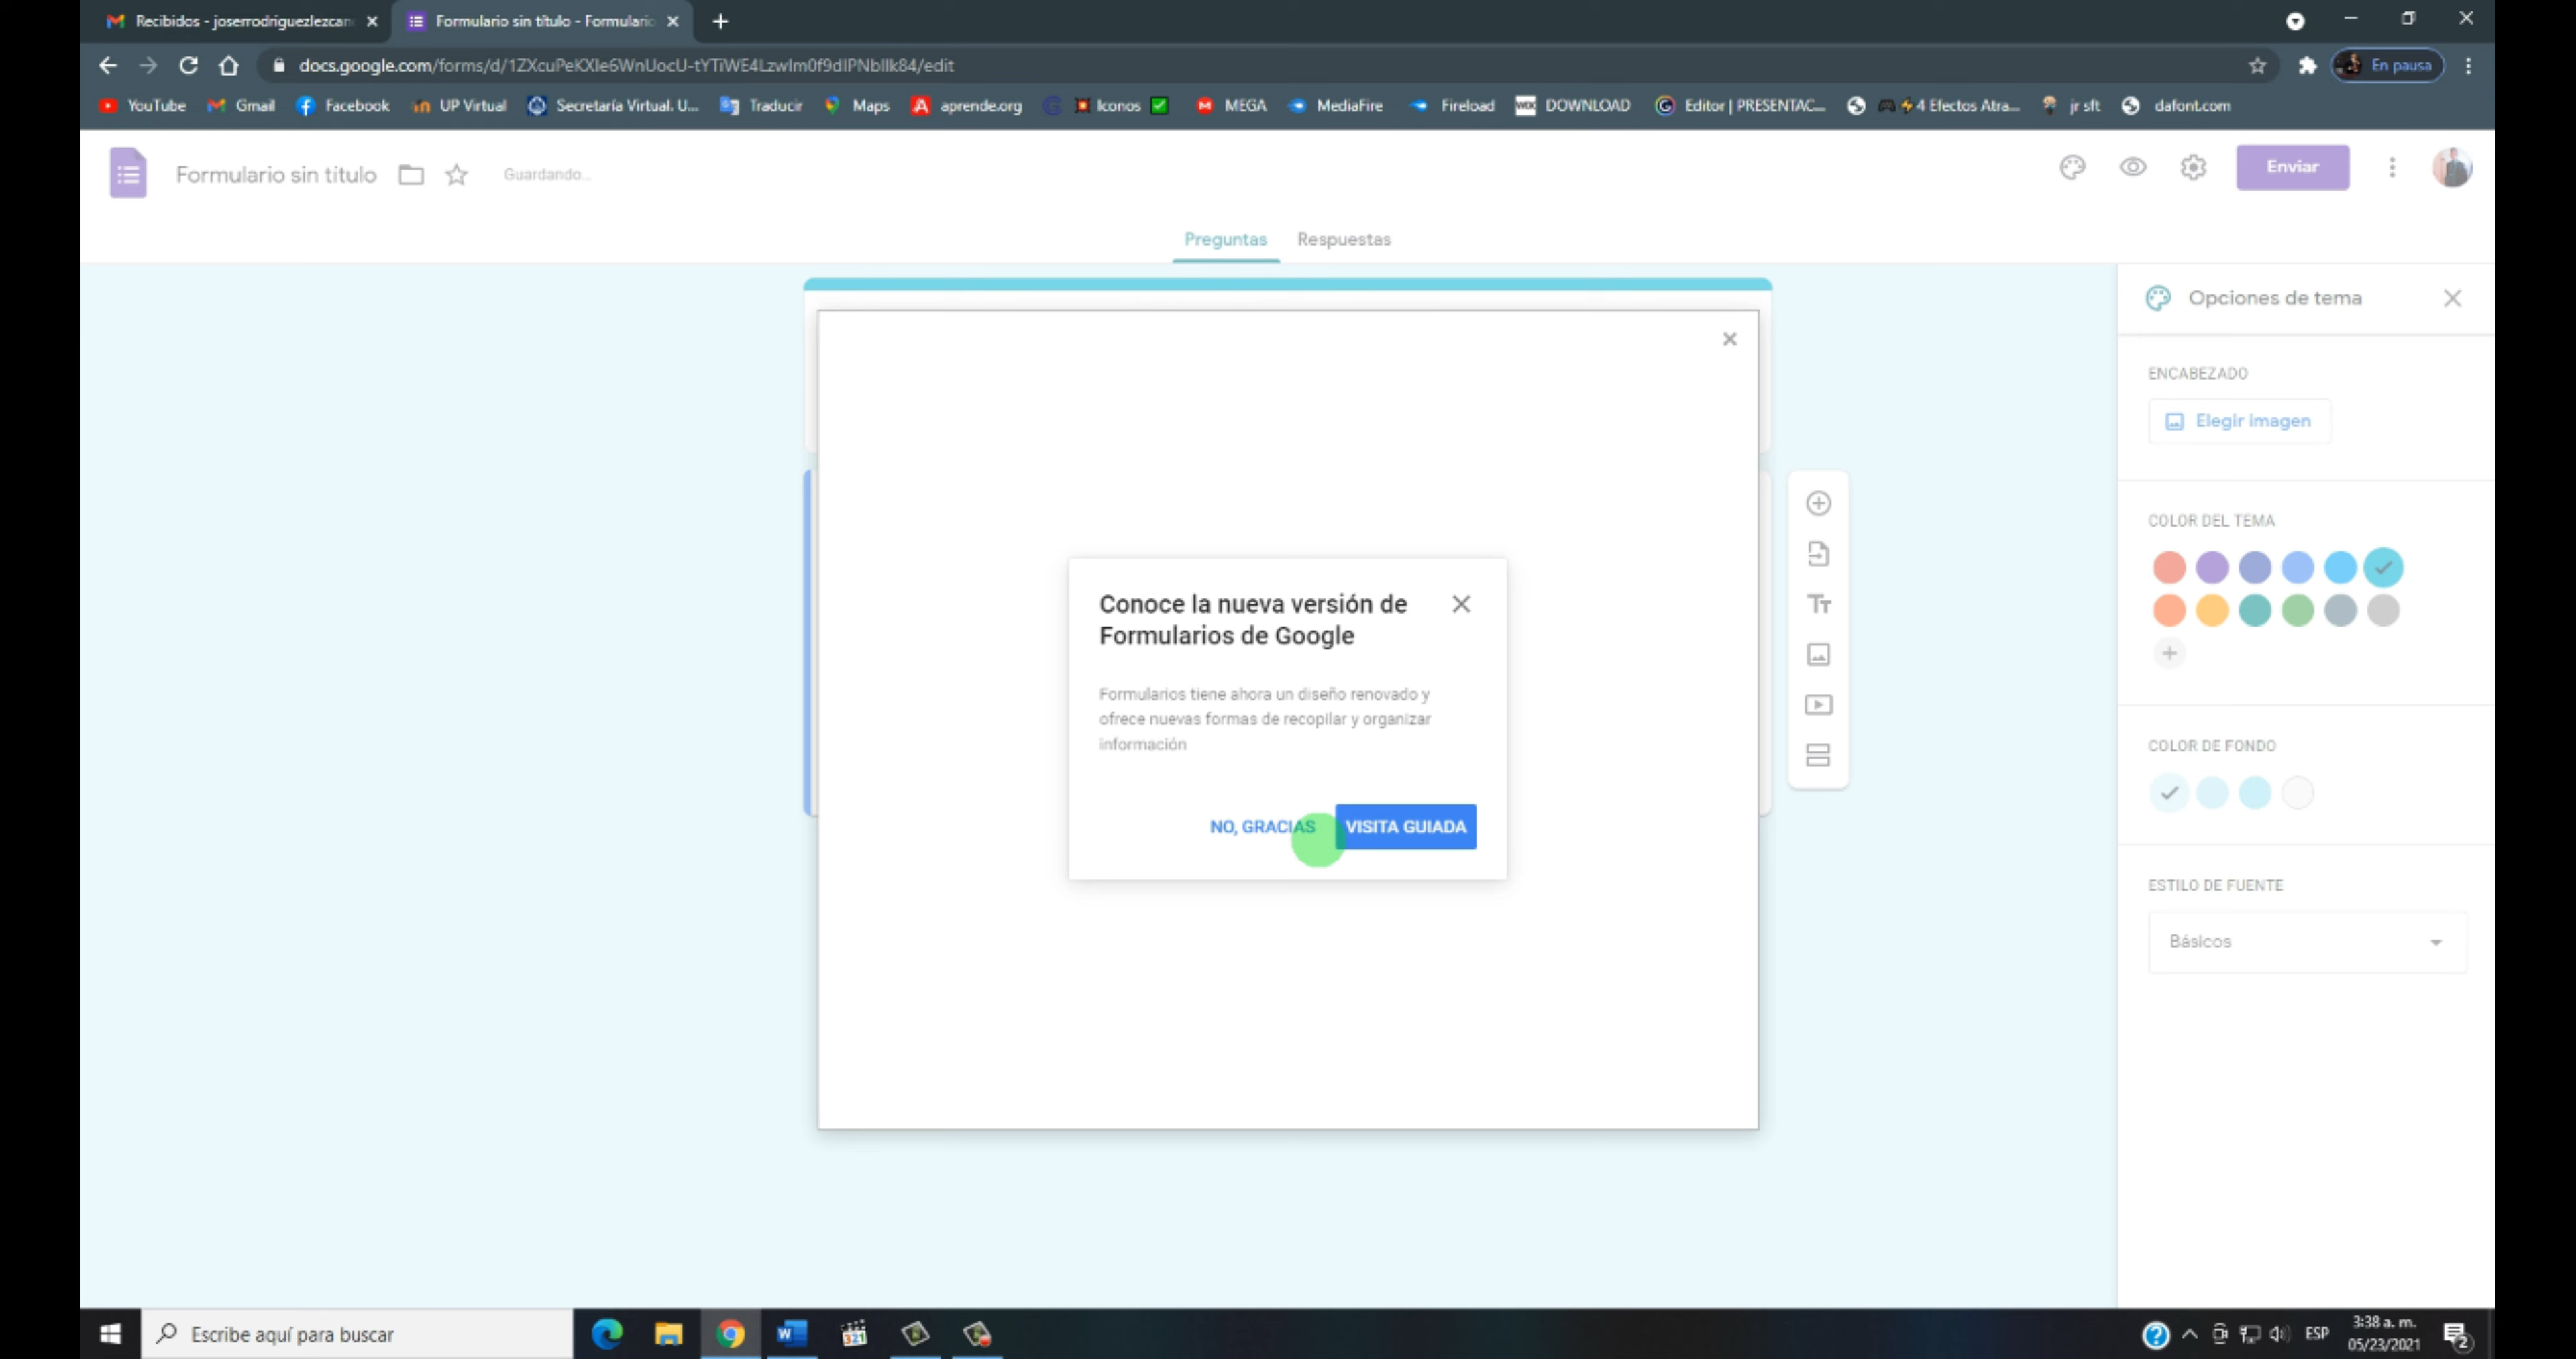 Recibidos - joserrodriguezlezcan
Formulario sin título - Formulario
docs.google.com/forms/d/1ZXcuPeKXIe6WnUocU-tYTiWE4LzwIm0f9dIPNbIlk84/edit
En pausa
YouTube Gmail Facebook UP Virtual Secretaría Virtual. U... Traducir Maps aprende.org Iconos MEGA MediaFire Fireload DOWNLOAD Editor | PRESENTAC... 4 Efectos Atra... jr sft dafont.com
Formulario sin título
Guardando...
Enviar
Preguntas Respuestas
Opciones de tema
ENCABEZADO
Elegir imagen
COLOR DEL TEMA
COLOR DE FONDO
ESTILO DE FUENTE
Básicos
Conoce la nueva versión de
Formularios de Google
Formularios tiene ahora un diseño renovado y
ofrece nuevas formas de recopilar y organizar
información
NO, GRACIAS VISITA GUIADA
Escribe aquí para buscar
ESP
3:38 a. m.
05/23/2021
2